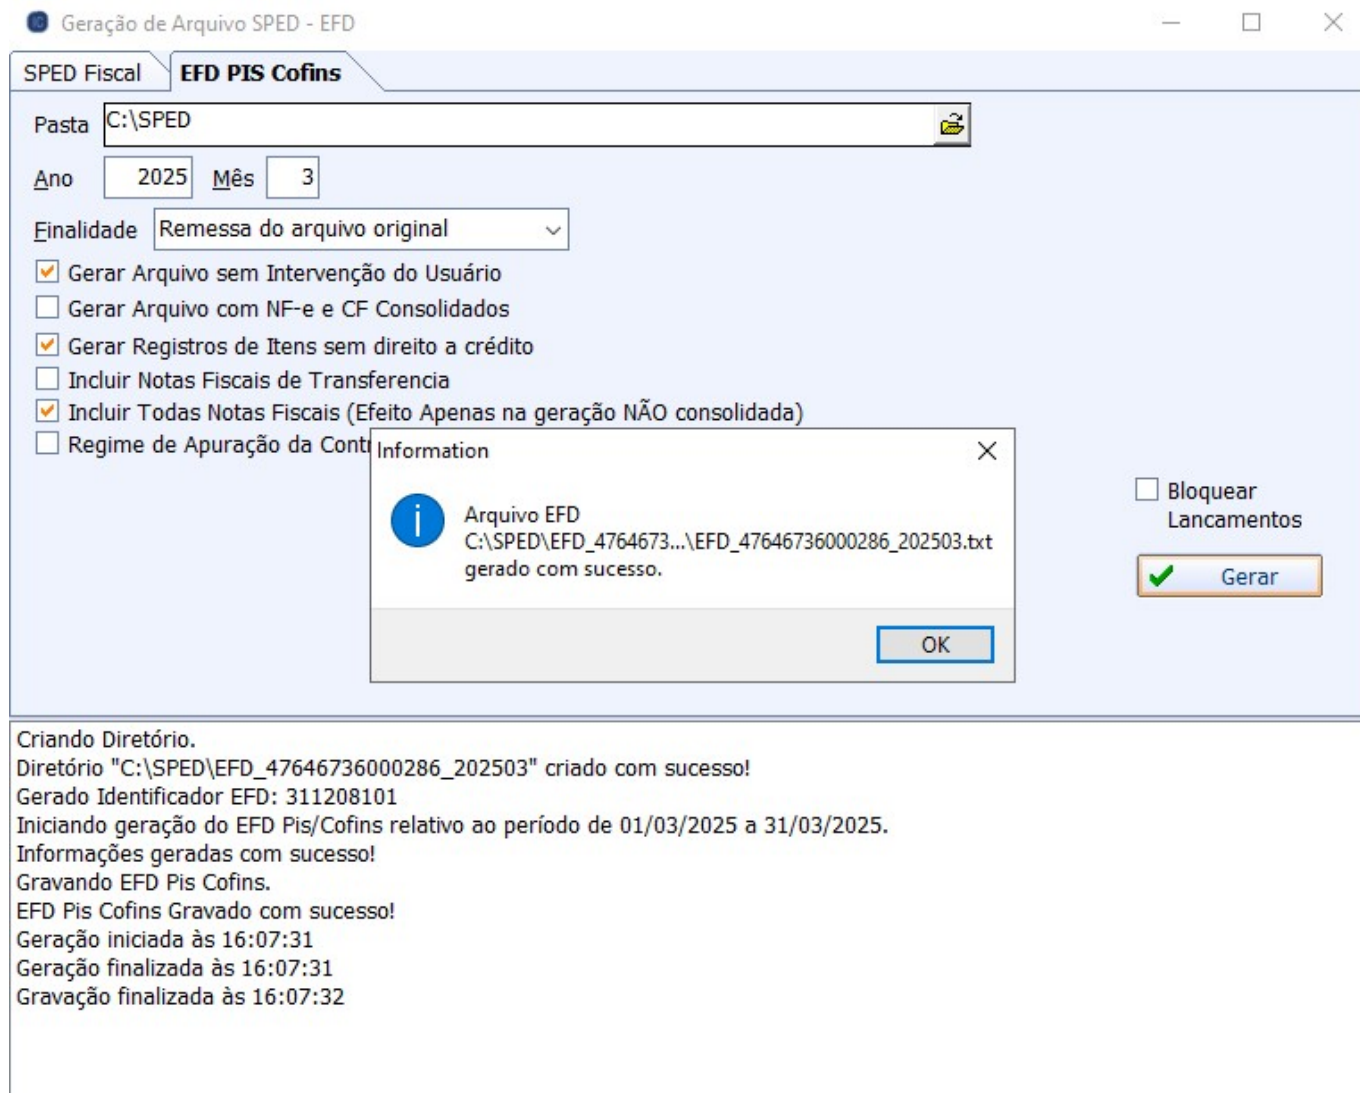 Geração de Arquivo SPED - EFD
SPED Fiscal
EFD PIS Cofins
Pasta C:\SPED
Ano 2025 Mês 3
Finalidade Remessa do arquivo original
Gerar Arquivo sem Intervenção do Usuário
Gerar Arquivo com NF-e e CF Consolidados
Gerar Registros de Itens sem direito a crédito
Incluir Notas Fiscais de Transferencia
Incluir Todas Notas Fiscais (Efeito Apenas na geração NÃO consolidada)
Regime de Apuração da Cont
Information
Arquivo EFD
C:\SPED\EFD_4764673...\EFD_47646736000286_202503.txt
gerado com sucesso.
OK
Bloquear
Lancamentos
Gerar
Criando Diretório.
Diretório "C:\SPED\EFD_47646736000286_202503" criado com sucesso!
Gerado Identificador EFD: 311208101
Iniciando geração do EFD Pis/Cofins relativo ao período de 01/03/2025 a 31/03/2025.
Informações geradas com sucesso!
Gravando EFD Pis Cofins.
EFD Pis Cofins Gravado com sucesso!
Geração iniciada às 16:07:31
Geração finalizada às 16:07:31
Gravação finalizada às 16:07:32